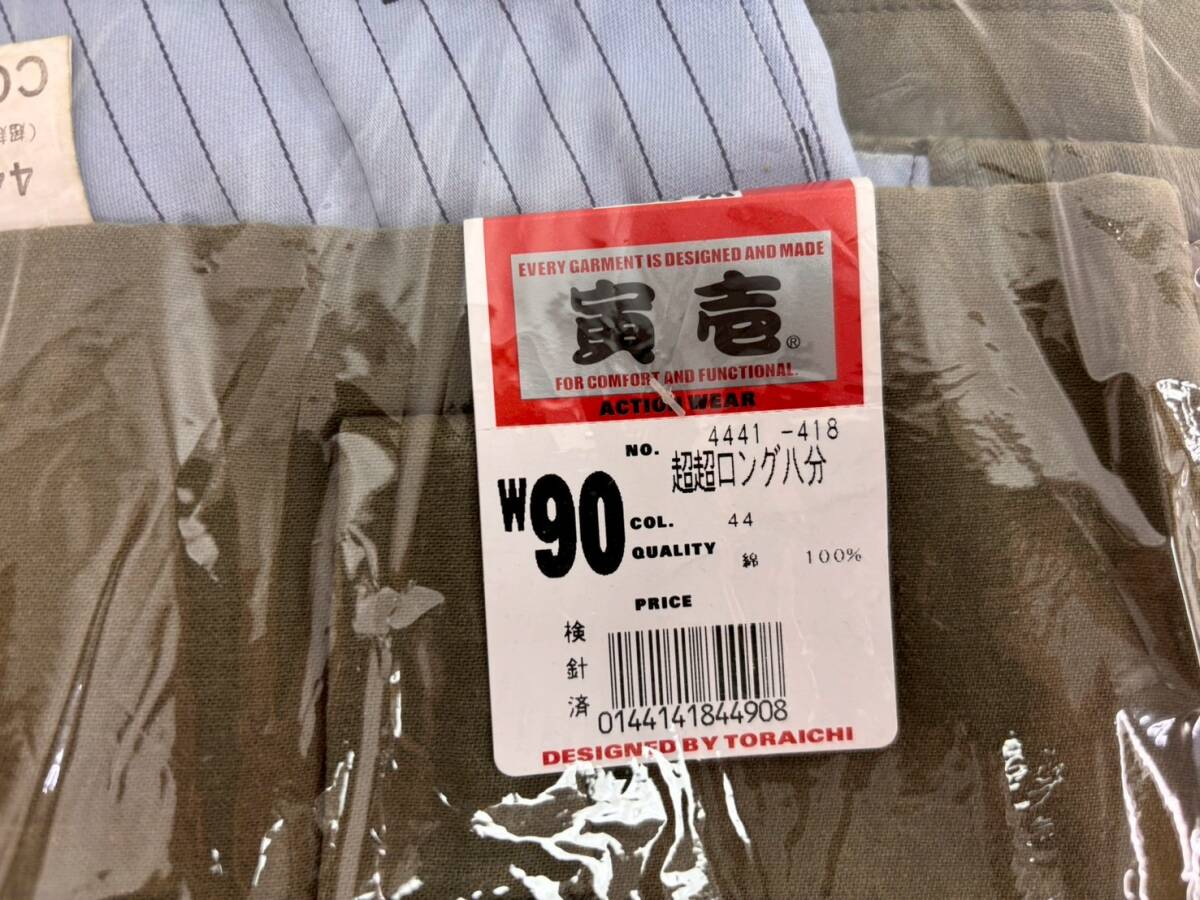 EVERY GARMENT IS DESIGNED AND MADE
寅壱®
FOR COMFORT AND FUNCTIONAL.
ACTION WEAR
NO. 4441 -418
超超ロング八分
W90
COL. 44
QUALITY 綿 100%
PRICE
検針済
0144141844908
DESIGNED BY TORAICHI
CO
44